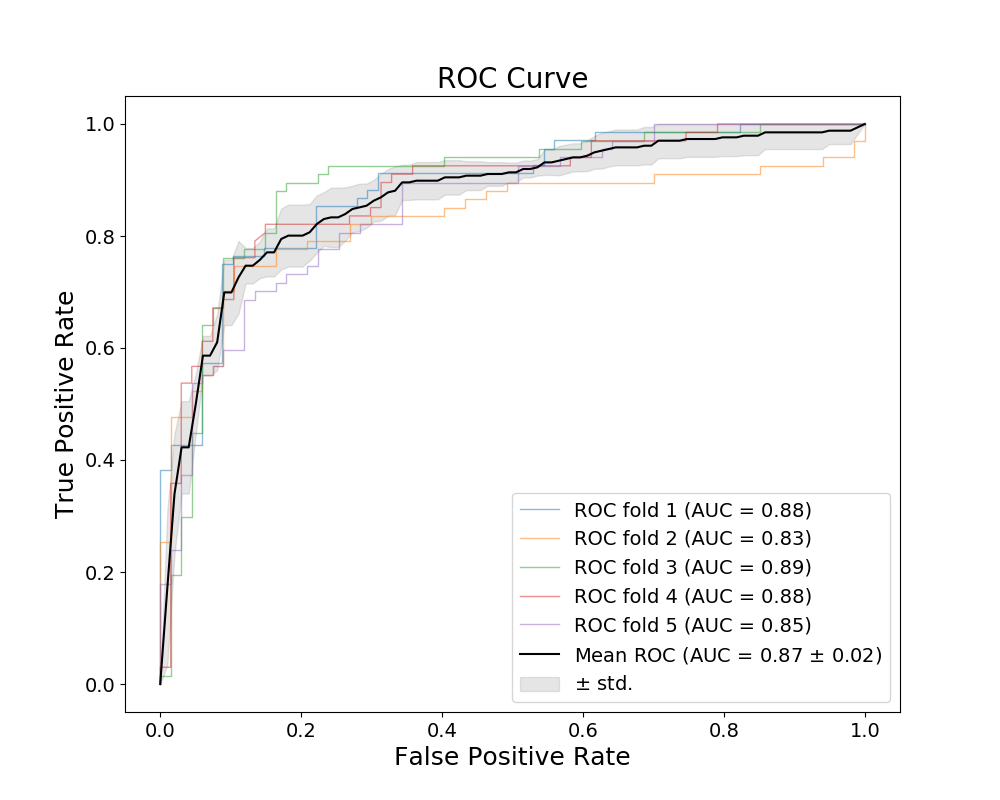 ROC Curve
True Positive Rate
1.0
0.8
0.6
0.4
0.2
0.0
ROC fold 1 (AUC = 0.88)
ROC fold 2 (AUC = 0.83)
ROC fold 3 (AUC = 0.89)
ROC fold 4 (AUC = 0.88)
ROC fold 5 (AUC = 0.85)
Mean ROC (AUC = 0.87 ± 0.02)
± std.
0.0 0.2 0.4 0.6 0.8 1.0
False Positive Rate